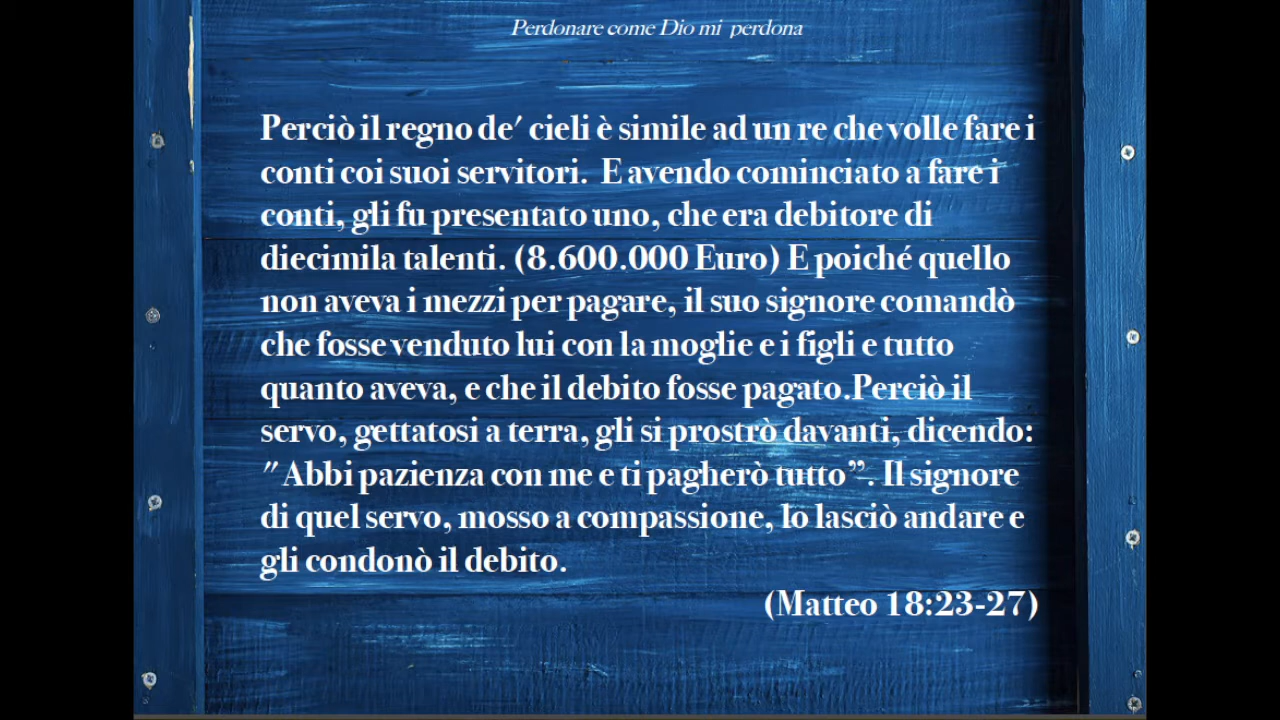 Perdonare come Dio mi perdona
Perciò il regno de' cieli è simile ad un re che volle fare i
conti coi suoi servitori. E avendo cominciato a fare i
conti, gli fu presentato uno, che era debitore di
diecimila talenti. (8.600.000 Euro) E poiché quello
non aveva i mezzi per pagare, il suo signore comandò
che fosse venduto lui con la moglie e i figli e tutto
quanto aveva, e che il debito fosse pagato.Perciò il
servo, gettatosi a terra, gli si prostrò davanti, dicendo:
"Abbi pazienza con me e ti pagherò tutto”. Il signore
di quel servo, mosso a compassione, lo lasciò andare e
gli condonò il debito.
(Matteo 18:23-27)